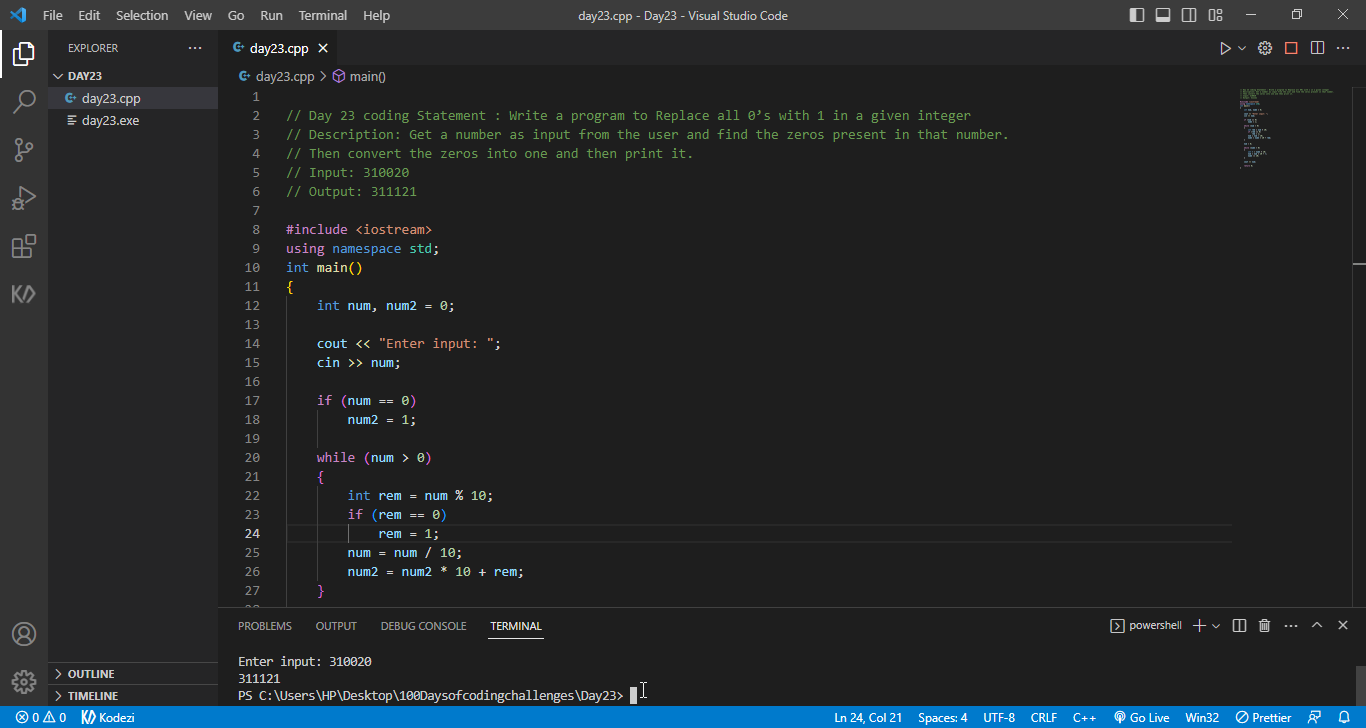 File Edit Selection View Go Run Terminal Help day23.cpp - Day23 - Visual Studio Code
EXPLORER
DAY23
day23.cpp
day23.exe
OUTLINE
TIMELINE
day23.cpp
day23.cpp > main()
1
2 // Day 23 coding Statement : Write a program to Replace all 0’s with 1 in a given integer
3 // Description: Get a number as input from the user and find the zeros present in that number.
4 // Then convert the zeros into one and then print it.
5 // Input: 310020
6 // Output: 311121
7
8 #include <iostream>
9 using namespace std;
10 int main()
11 {
12 int num, num2 = 0;
13
14 cout << "Enter input: ";
15 cin >> num;
16
17 if (num == 0)
18 num2 = 1;
19
20 while (num > 0)
21 {
22 int rem = num % 10;
23 if (rem == 0)
24 rem = 1;
25 num = num / 10;
26 num2 = num2 * 10 + rem;
27 }
PROBLEMS OUTPUT DEBUG CONSOLE TERMINAL powershell
Enter input: 310020
311121
PS C:\Users\HP\Desktop\100Daysofcodingchallenges\Day23>
0 0 Kodezi Ln 24, Col 21 Spaces: 4 UTF-8 CRLF C++ Go Live Win32 Prettier